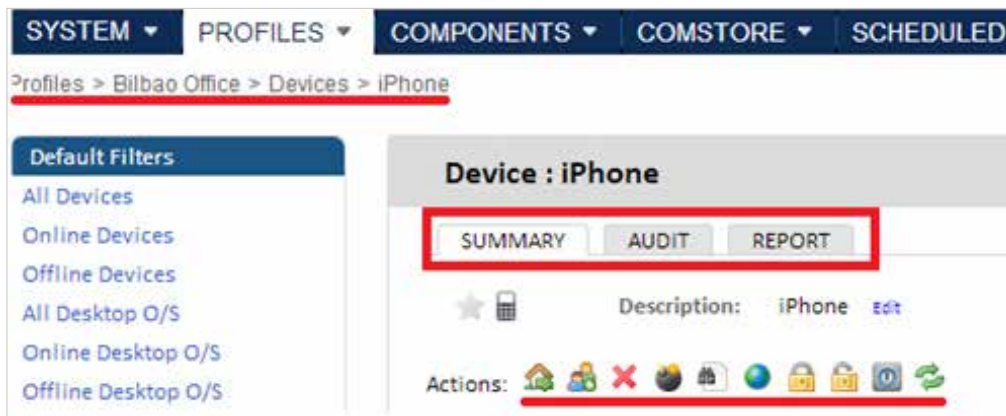 SYSTEM PROFILES COMPONENTS COMSTORE SCHEDULED
Profiles > Bilbao Office > Devices > iPhone
Default Filters
All Devices
Online Devices
Offline Devices
All Desktop O/S
Online Desktop O/S
Offline Desktop O/S
Device : iPhone
SUMMARY AUDIT REPORT
Description: iPhone Edit
Actions: